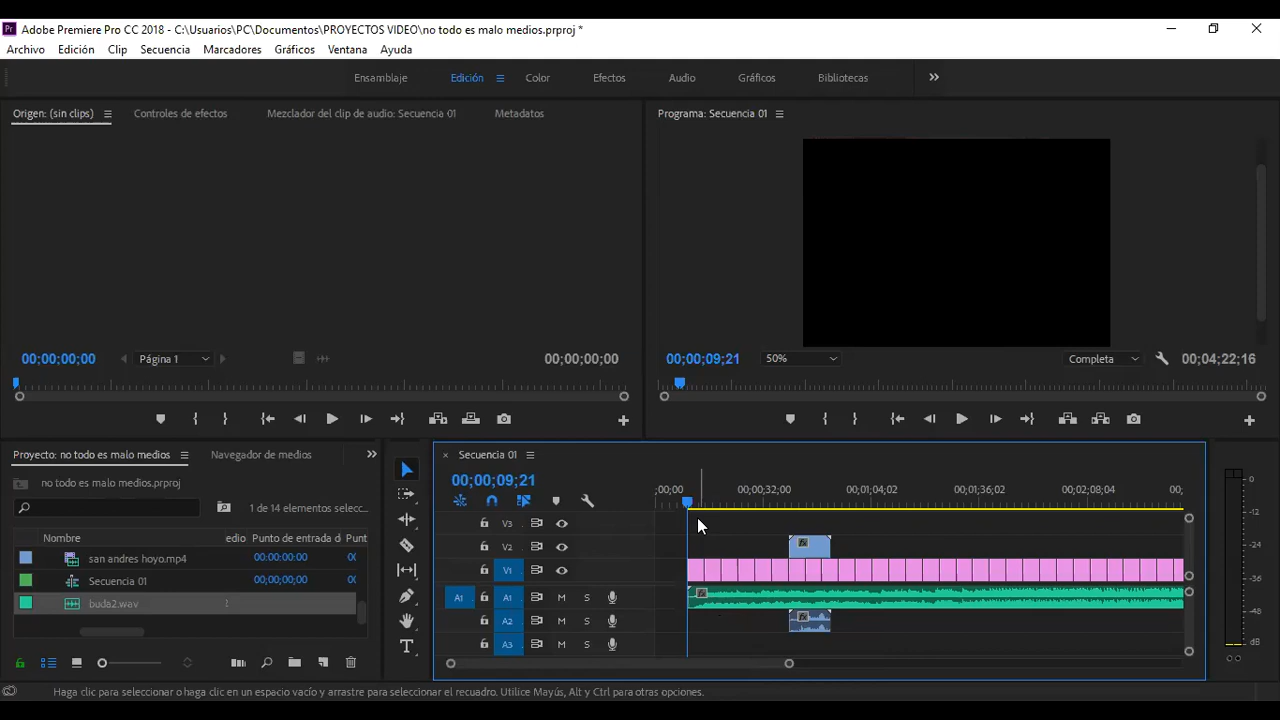 Adobe Premiere Pro CC 2018 - C:\Usuarios\PC\Documentos\PROYECTOS VIDEO\no todo es malo medios.prproj *
Archivo Edición Clip Secuencia Marcadores Gráficos Ventana Ayuda
Ensamblaje Edición Color Efectos Audio Gráficos Bibliotecas
Origen: (sin clips) Controles de efectos Mezclador del clip de audio: Secuencia 01 Metadatos
Programa: Secuencia 01
00;00;00;00 Página 1 00;00;00;00
00;00;09;21 50% Completa 00;04;22;16
Proyecto: no todo es malo medios Navegador de medios
no todo es malo medios.prproj
1 de 14 elementos selecc...
Nombre edio Punto de entrada d Punto
san andres hoyo.mp4 00:00:00:00 00
Secuencia 01 00;00;00;00 00
buda2.wav
Secuencia 01
00;00;09;21
;00;00 00;00;32;00 00;01;04;02 00;01;36;02 00;02;08;04 00;
V3
V2 fx
V1
A1 A1 M S fx
A2 M S fx
A3 M S
0
-12
-24
-36
-48
dB
Haga clic para seleccionar o haga clic en un espacio vacío y arrastre para seleccionar el recuadro. Utilice Mayús, Alt y Ctrl para otras opciones.